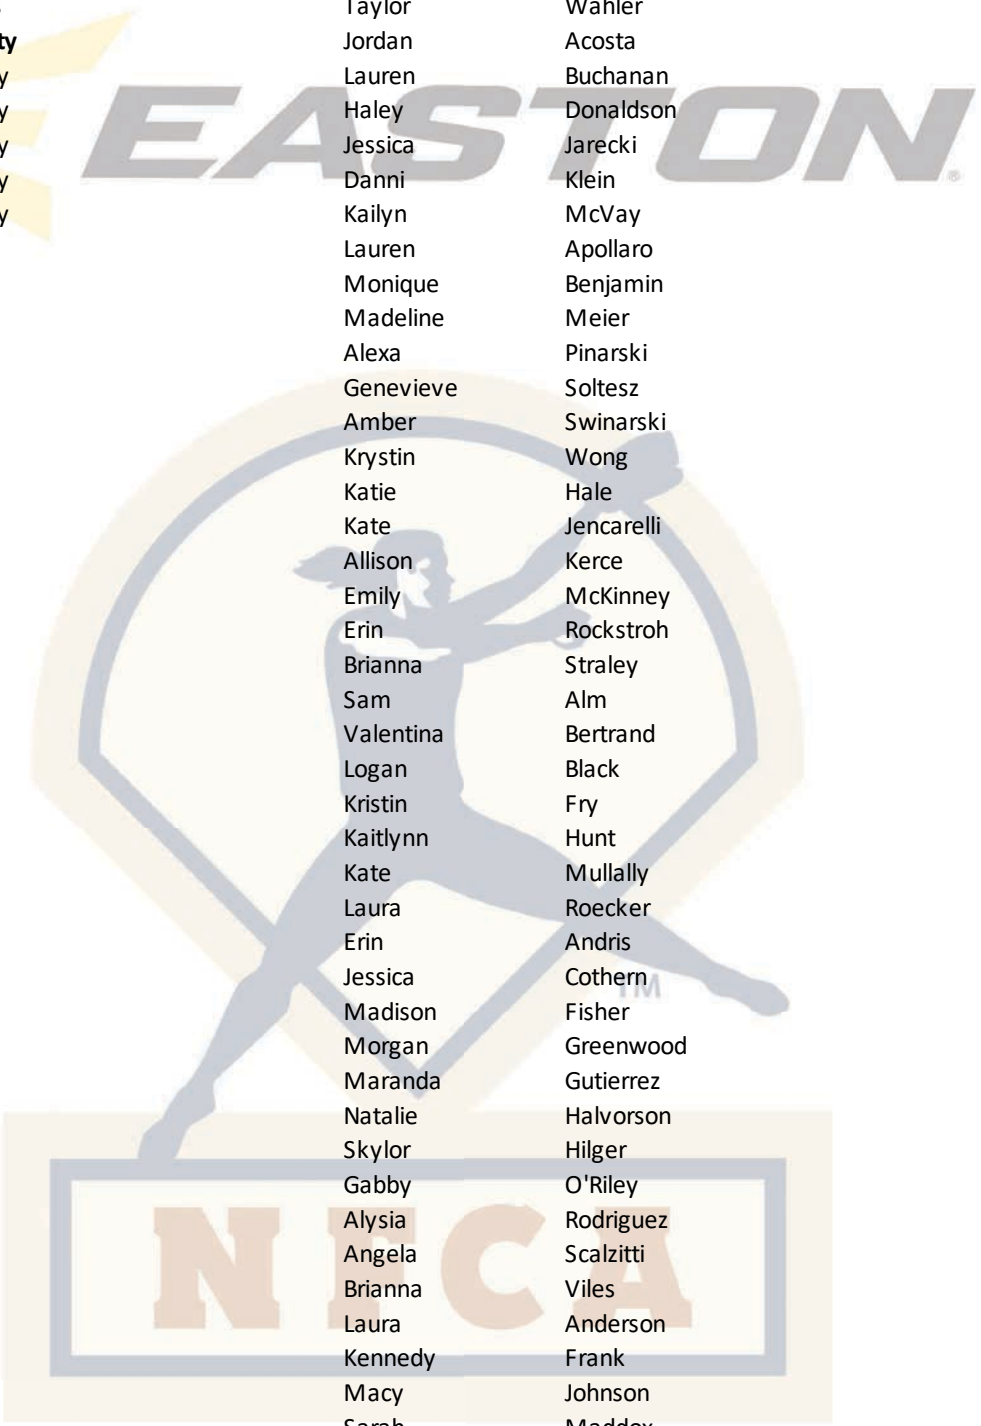 Taylor Wahler
ty Jordan Acosta
y Lauren Buchanan
EASTON®
y Haley Donaldson
y Jessica Jarecki
y Danni Klein
y Kailyn McVay
Lauren Apollaro
Monique Benjamin
Madeline Meier
Alexa Pinarski
Genevieve Soltesz
Amber Swinarski
Krystin Wong
Katie Hale
Kate Jencarelli
Allison Kerce
Emily McKinney
Erin Rockstroh
Brianna Straley
Sam Alm
Valentina Bertrand
Logan Black
Kristin Fry
Kaitlynn Hunt
Kate Mullally
Laura Roecker
Erin Andris
Jessica Cothern
TM
Madison Fisher
Morgan Greenwood
Maranda Gutierrez
Natalie Halvorson
Skylor Hilger
Gabby O'Riley
Alysia Rodriguez
Angela Scalzitti
NFCA
Brianna Viles
Laura Anderson
Kennedy Frank
Macy Johnson
Sarah Maddox